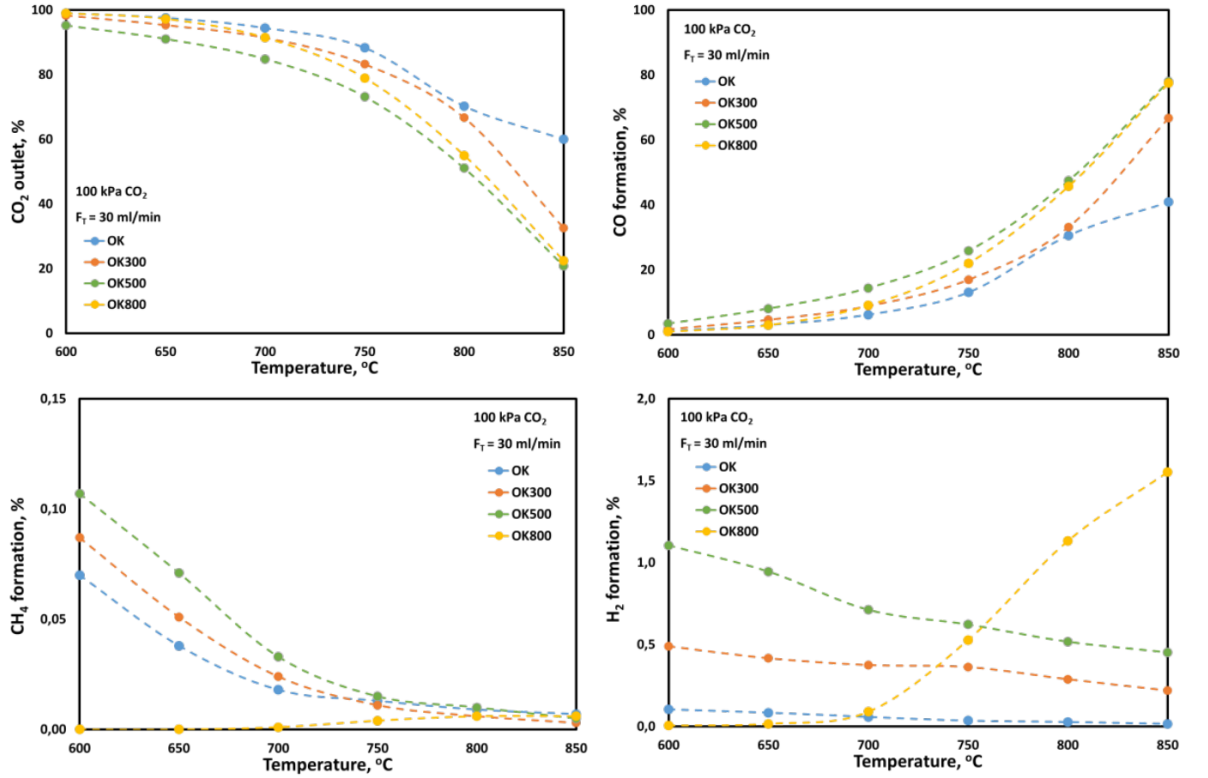 100
80
60
40
20
0
CO₂ outlet, %
100 kPa CO₂
F_T = 30 ml/min
OK
OK300
OK500
OK800
600 650 700 750 800 850
Temperature, °C
100
80
60
40
20
0
CO formation, %
100 kPa CO₂
F_T = 30 ml/min
OK
OK300
OK500
OK800
600 650 700 750 800 850
Temperature, °C
0,15
0,10
0,05
0,00
CH₄ formation, %
100 kPa CO₂
F_T = 30 ml/min
OK
OK300
OK500
OK800
600 650 700 750 800 850
Temperature, °C
2,0
1,5
1,0
0,5
0,0
H₂ formation, %
100 kPa CO₂
F_T = 30 ml/min
OK
OK300
OK500
OK800
600 650 700 750 800 850
Temperature, °C